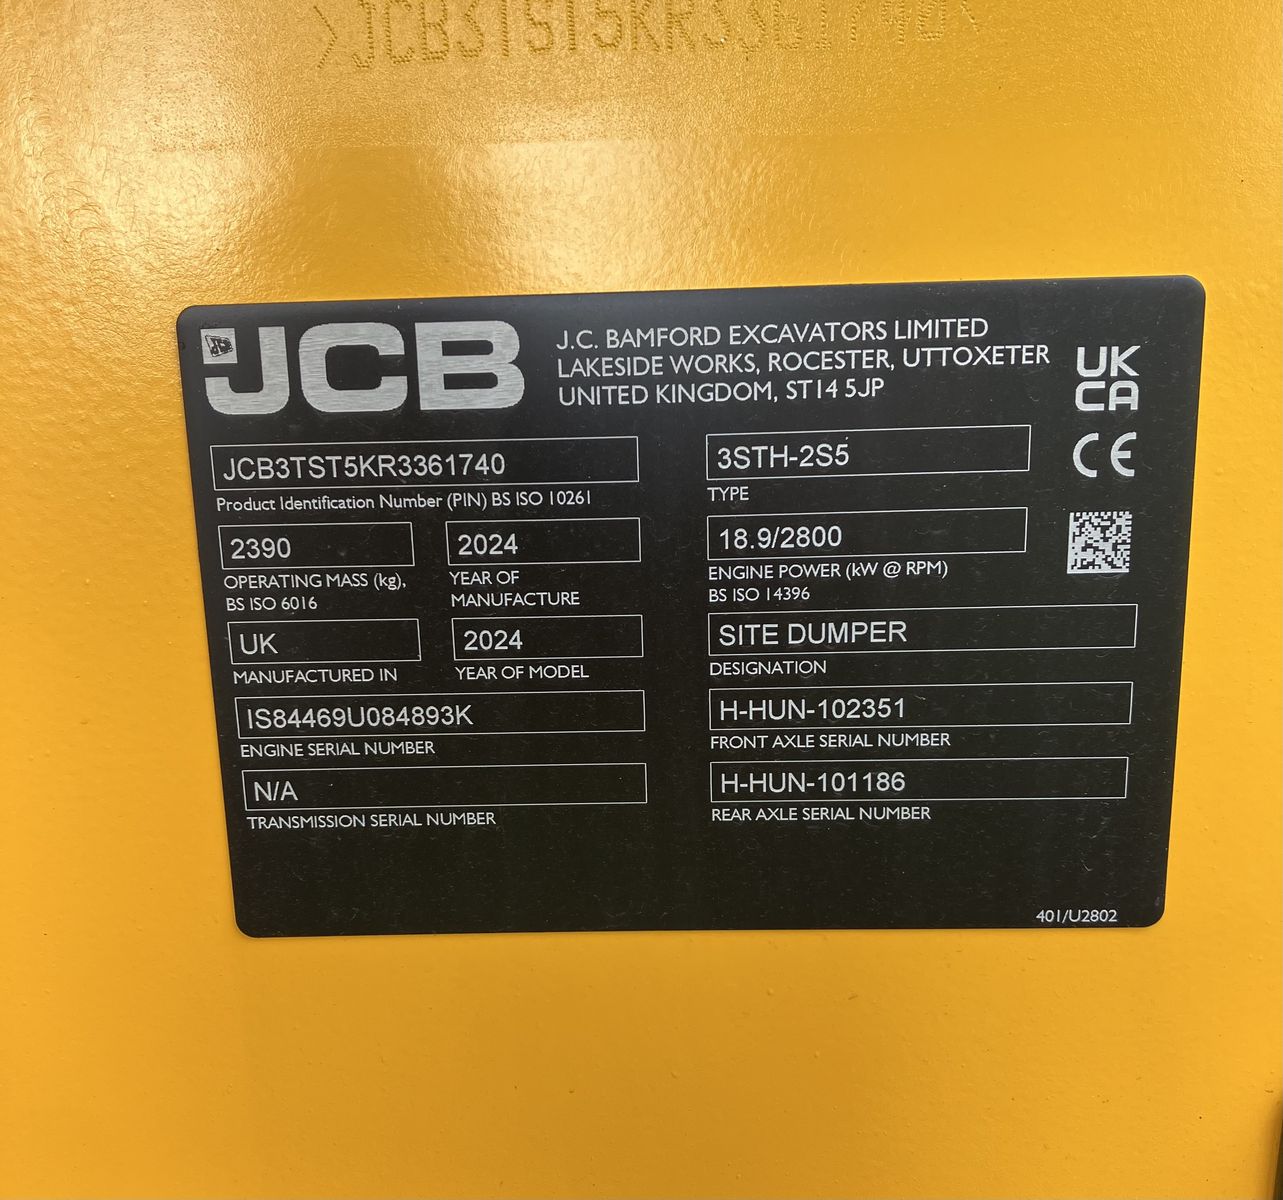 >JCB3TST5KR3361740<
JCB
J.C. BAMFORD EXCAVATORS LIMITED
LAKESIDE WORKS, ROCESTER, UTTOXETER
UNITED KINGDOM, ST14 5JP
UK
CA
CE
JCB3TST5KR3361740
Product Identification Number (PIN) BS ISO 10261
3STH-2S5
TYPE
2390
OPERATING MASS (kg),
BS ISO 6016
2024
YEAR OF
MANUFACTURE
18.9/2800
ENGINE POWER (kW @ RPM)
BS ISO 14396
UK
MANUFACTURED IN
2024
YEAR OF MODEL
SITE DUMPER
DESIGNATION
IS84469U084893K
ENGINE SERIAL NUMBER
H-HUN-102351
FRONT AXLE SERIAL NUMBER
N/A
TRANSMISSION SERIAL NUMBER
H-HUN-101186
REAR AXLE SERIAL NUMBER
401/U2802